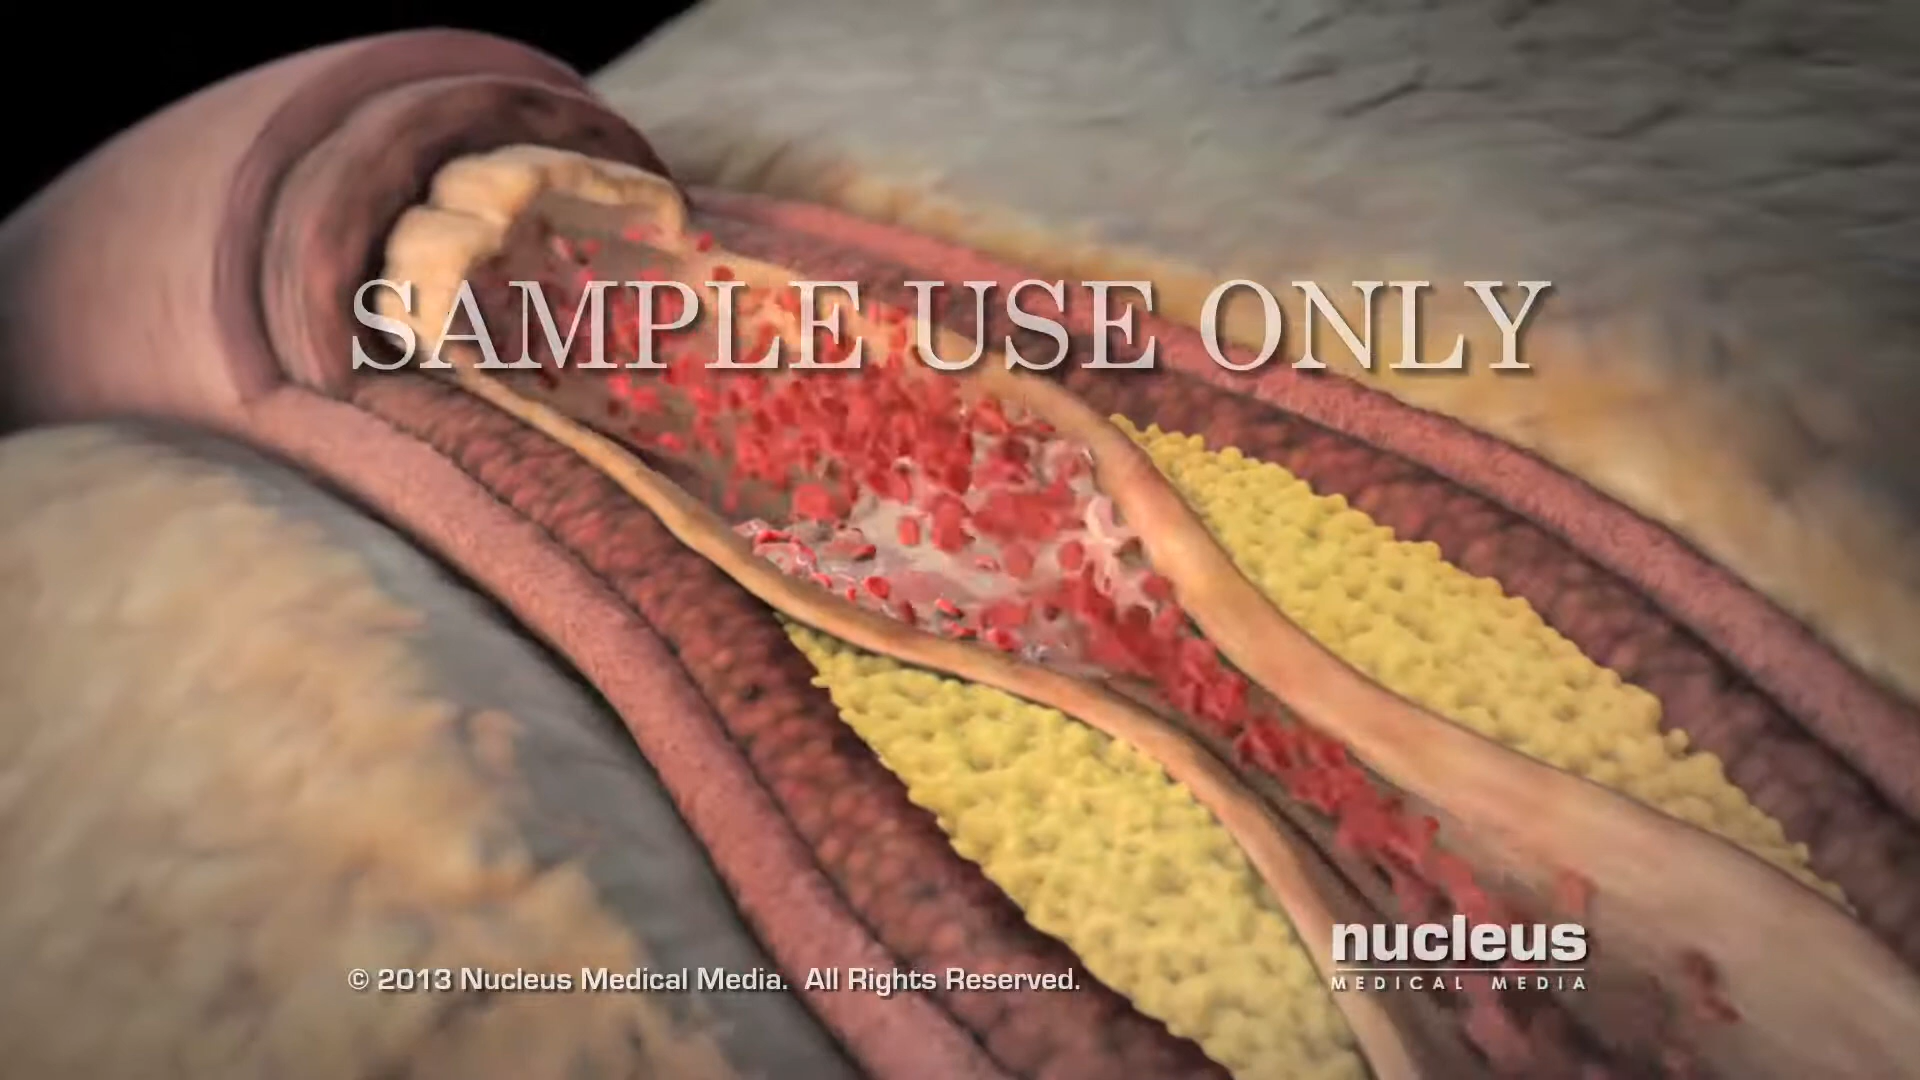 SAMPLE USE ONLY
nucleus
© 2013 Nucleus Medical Media. All Rights Reserved.
MEDICAL MEDIA